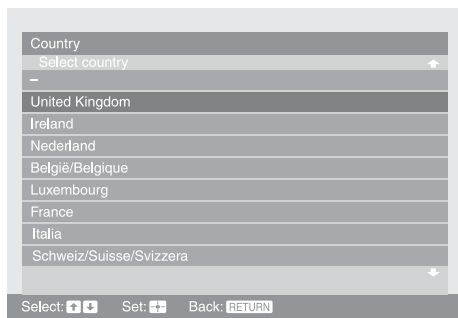 Country
Select country
–
United Kingdom
Ireland
Nederland
België/Belgique
Luxembourg
France
Italia
Schweiz/Suisse/Svizzera
Select: Set: Back: RETURN